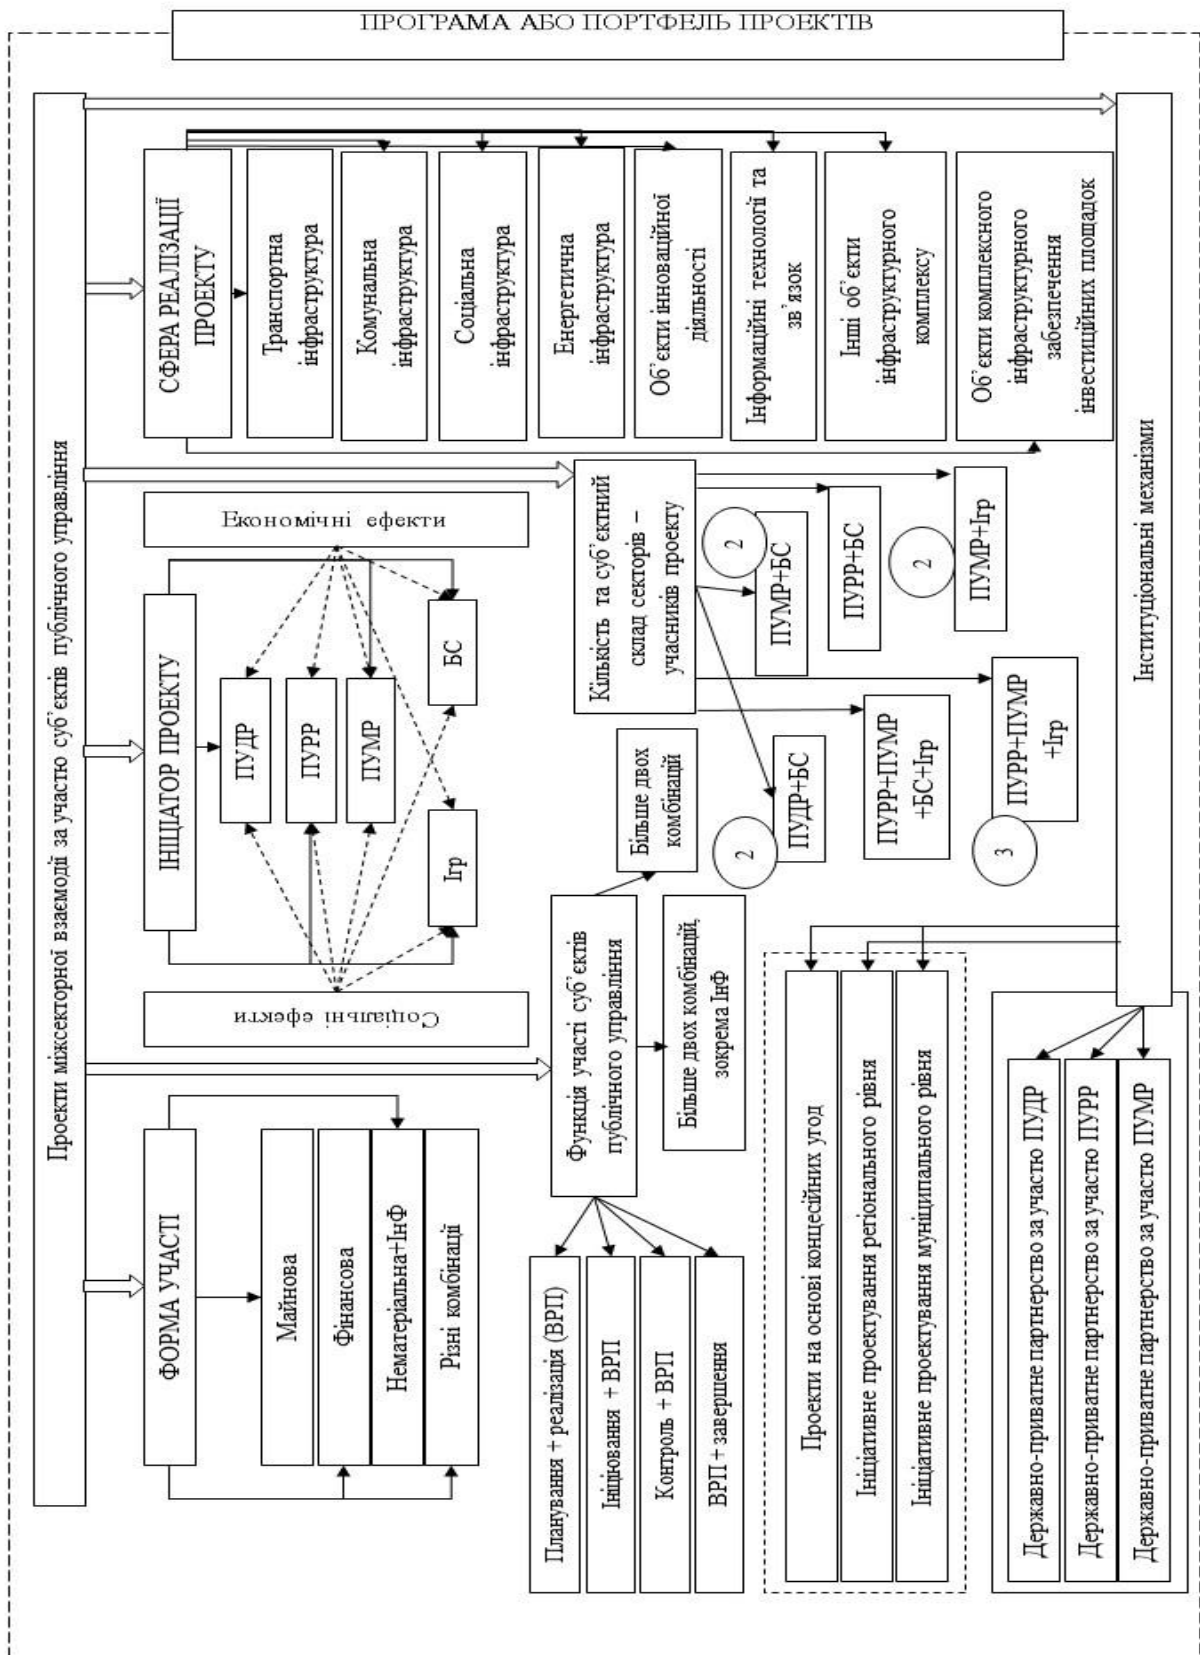 ПРОГРАМА АБО ПОРТФЕЛЬ ПРОЕКТІВ
Проекти міжсекторної взаємодії за участю суб'єктів публічного управління
ФОРМА УЧАСТІ
Майнова
Фінансова
Нематеріальна+ІнФ
Різні комбінації
Соціальні ефекти
ІНІЦІАТОР ПРОЕКТУ
ПУДР
ПУРР
ПУМР
Ігр
БС
Економічні ефекти
СФЕРА РЕАЛІЗАЦІЇ
ПРОЕКТУ
Транспортна
інфраструктура
Комунальна
інфраструктура
Соціальна
інфраструктура
Енергетична
інфраструктура
Об'єкти інноваційної
діяльності
Інформаційні технології та
зв'язок
Інші об'єкти
інфраструктурного
комплексу
Об'єкти комплексного
інфраструктурного
забезпечення
інвестиційних площадок
Функція участі суб'єктів
публічного управління
Планування + реалізація (ВРП)
Ініціювання + ВРП
Контроль + ВРП
ВРП + завершення
Більше двох комбінацій,
зокрема ІнФ
Більше двох
комбінацій
Кількість та суб'єктний
склад секторів –
учасників проекту
2
ПУДР+БС
2
ПУМР+БС
ПУРР+БС
2
ПУМР+Ігр
ПУРР+ПУМР
+БС+Ігр
3
ПУРР+ПУМР
+Ігр
Проекти на основі концесійних угод
Ініціативне проектування регіонального рівня
Ініціативне проектування муніципального рівня
Державно-приватне партнерство за участю ПУДР
Державно-приватне партнерство за участю ПУРР
Державно-приватне партнерство за участю ПУМР
Інституціональні механізми